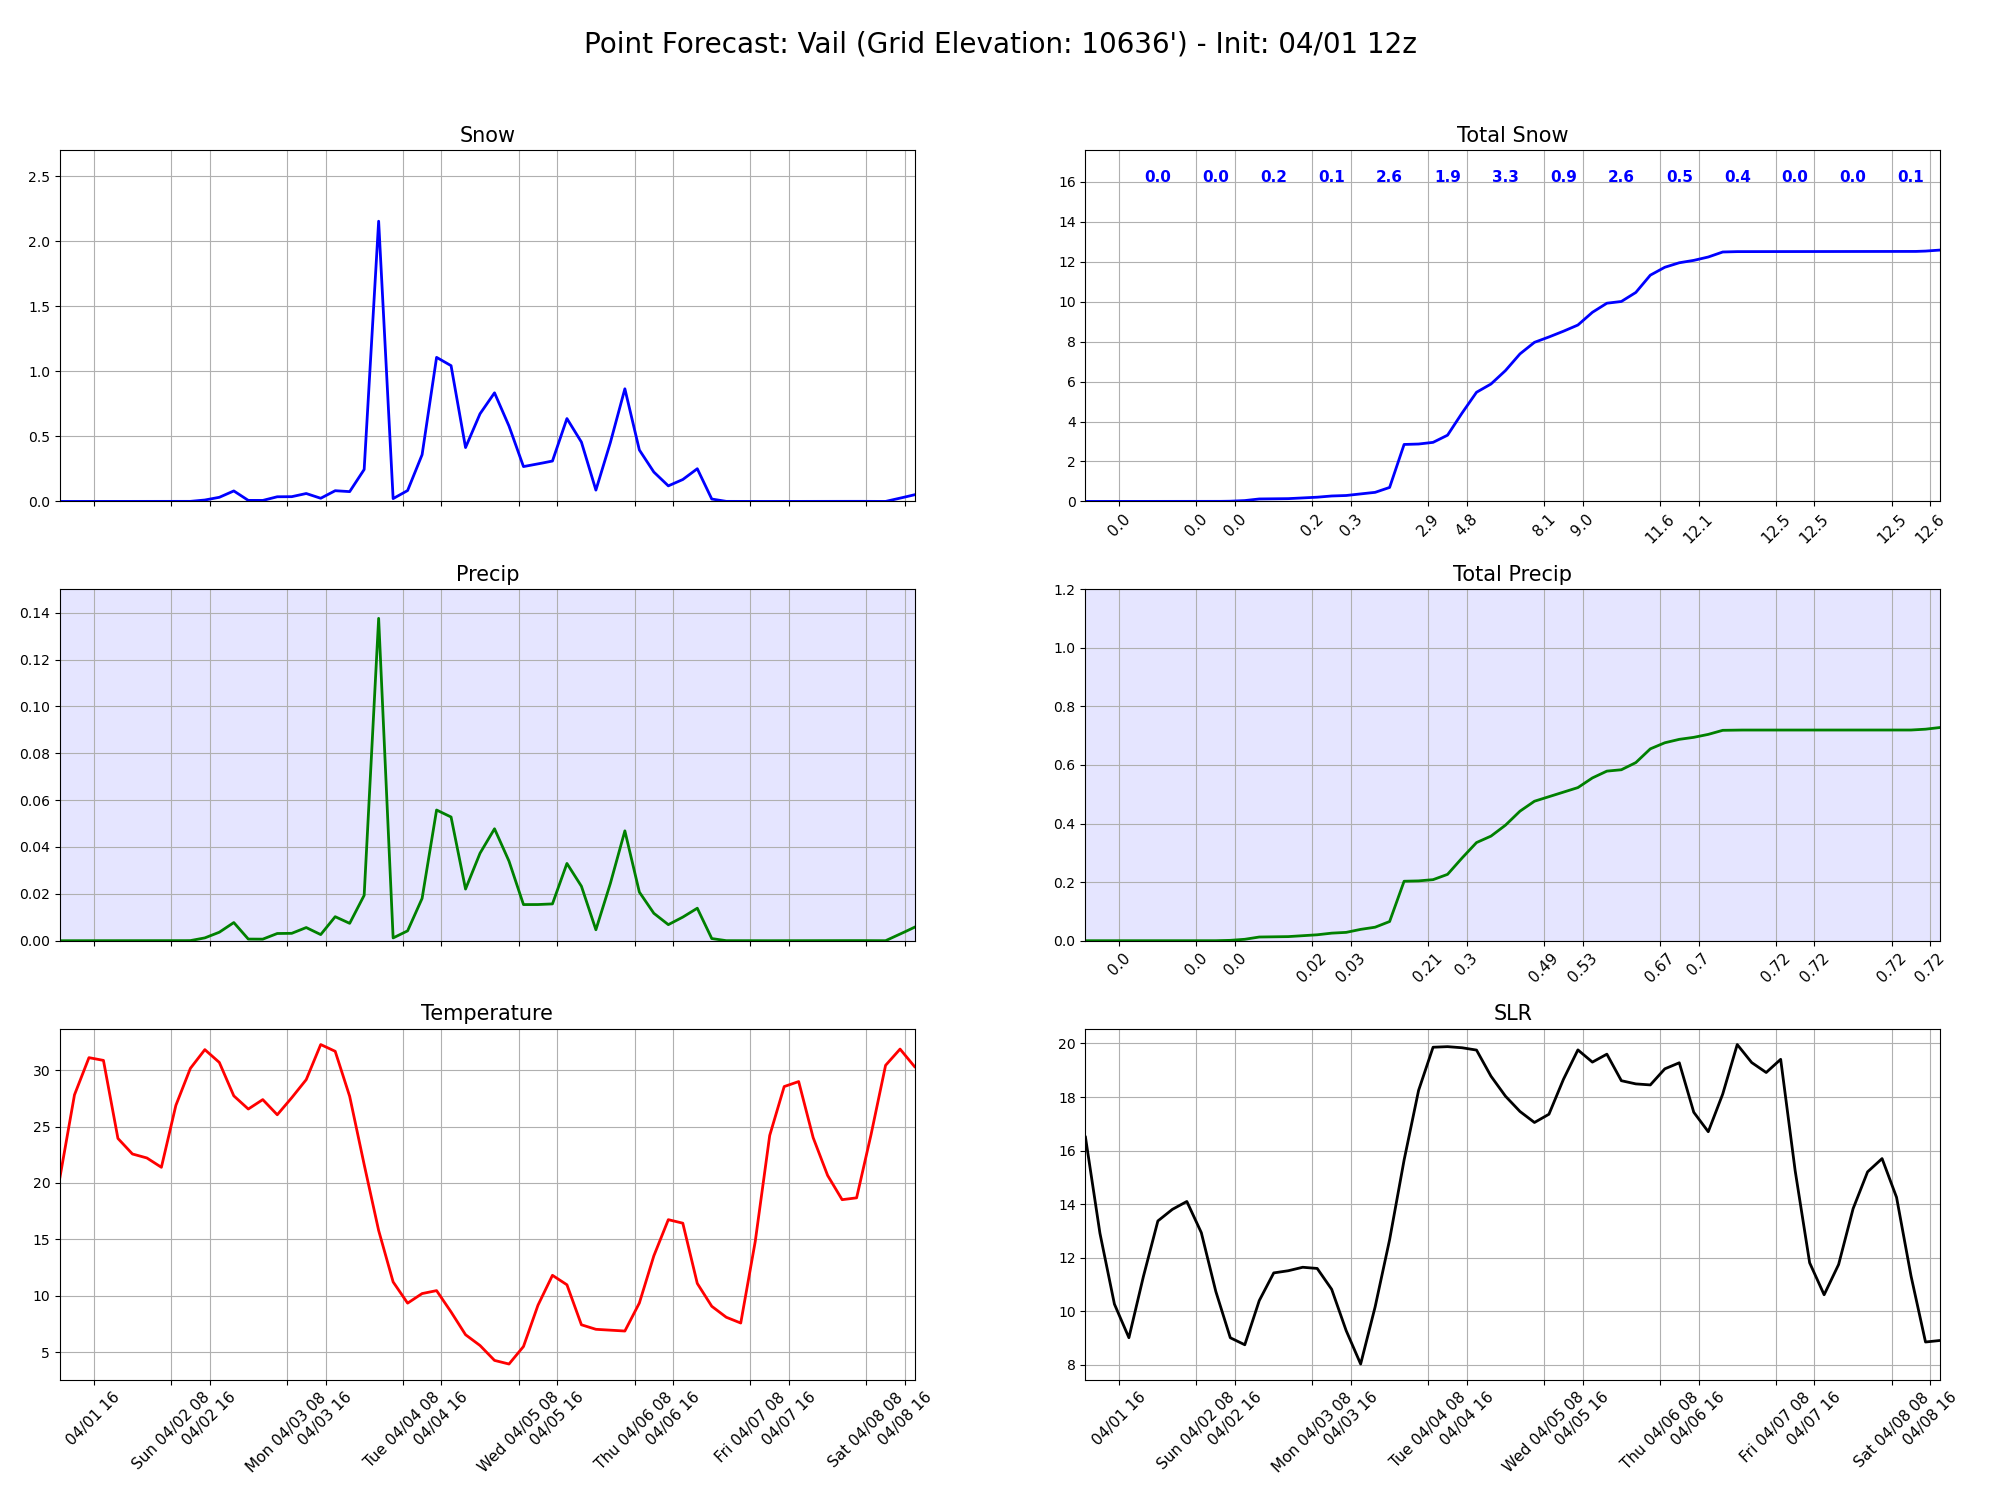 Point Forecast: Vail (Grid Elevation: 10636') - Init: 04/01 12z
Snow
2.5
2.0
1.5
1.0
0.5
0.0
Total Snow
0.0 0.0 0.2 0.1 2.6 1.9 3.3 0.9 2.6 0.5 0.4 0.0 0.0 0.1
16
14
12
10
8
6
4
2
0
0.0 0.0 0.0 0.2 0.3 2.9 4.8 8.1 9.0 11.6 12.1 12.5 12.5 12.5 12.6
Precip
0.14
0.12
0.10
0.08
0.06
0.04
0.02
0.00
Total Precip
1.2
1.0
0.8
0.6
0.4
0.2
0.0
0.0 0.0 0.0 0.02 0.03 0.21 0.3 0.49 0.53 0.67 0.7 0.72 0.72 0.72 0.72
Temperature
30
25
20
15
10
5
04/01 16
Sun 04/02 08
04/02 16
Mon 04/03 08
04/03 16
Tue 04/04 08
04/04 16
Wed 04/05 08
04/05 16
Thu 04/06 08
04/06 16
Fri 04/07 08
04/07 16
Sat 04/08 08
04/08 16
SLR
20
18
16
14
12
10
8
04/01 16
Sun 04/02 08
04/02 16
Mon 04/03 08
04/03 16
Tue 04/04 08
04/04 16
Wed 04/05 08
04/05 16
Thu 04/06 08
04/06 16
Fri 04/07 08
04/07 16
Sat 04/08 08
04/08 16